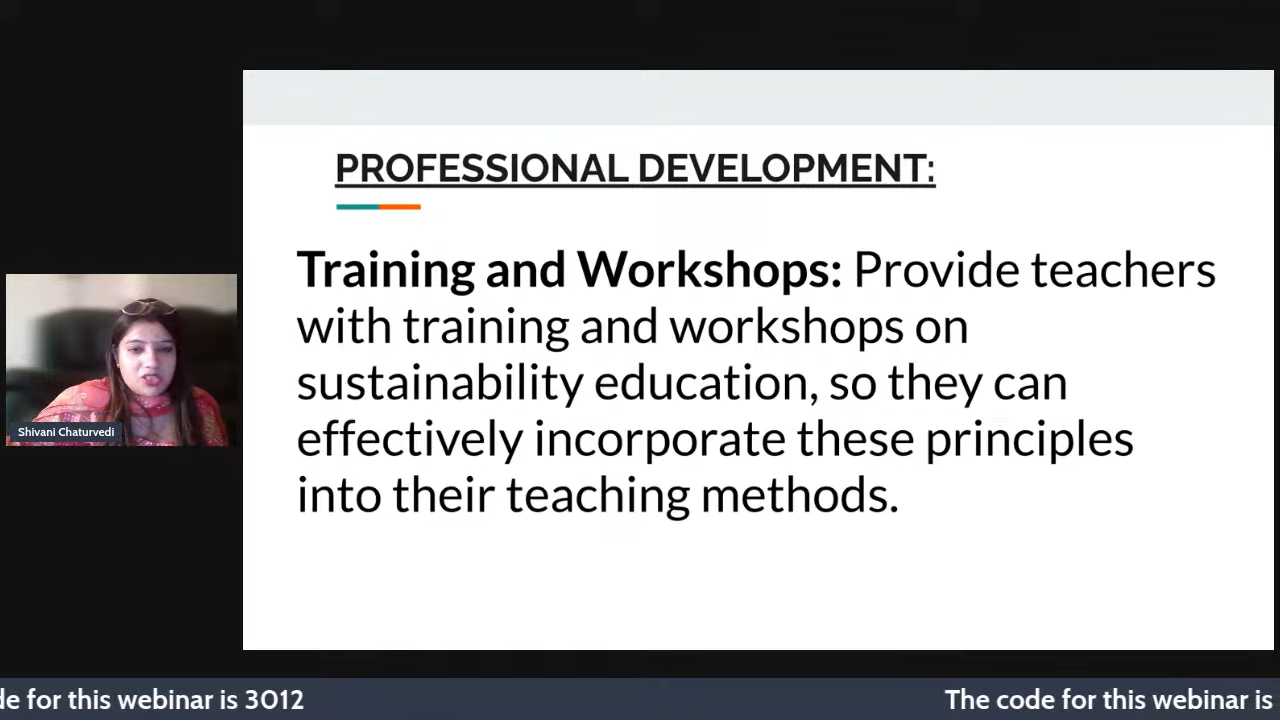 PROFESSIONAL DEVELOPMENT:
Training and Workshops: Provide teachers
with training and workshops on
sustainability education, so they can
effectively incorporate these principles
into their teaching methods.
Shivani Chaturvedi
de for this webinar is 3012
The code for this webinar is